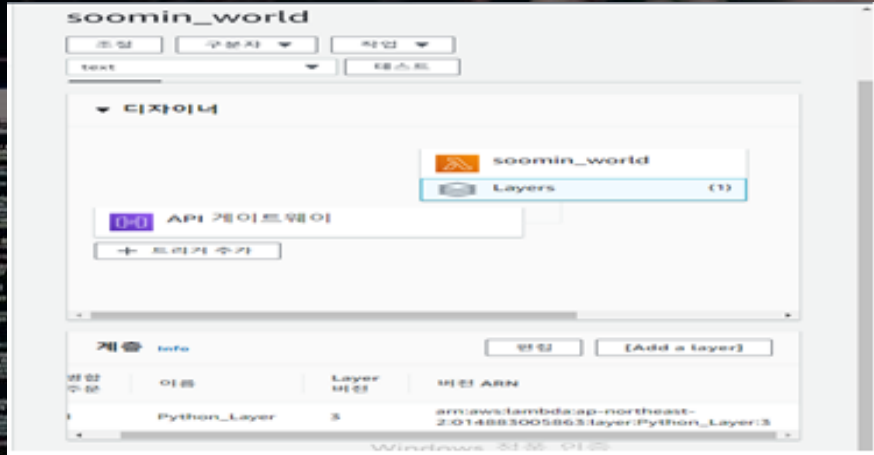 soomin_world
조절 구분자 ▼ 작업 ▼
text ▼ 테스트
▼ 디자이너
soomin_world
Layers (1)
API 게이트웨이
+ 트리거 추가
계층 Info 편집 [Add a layer]
병합 이름 Layer 버전 ARN
주문 버전
Python_Layer 3 arn:aws:lambda:ap-northeast-
2:014883005863:layer:Python_Layer:3
Windows 정품 인증